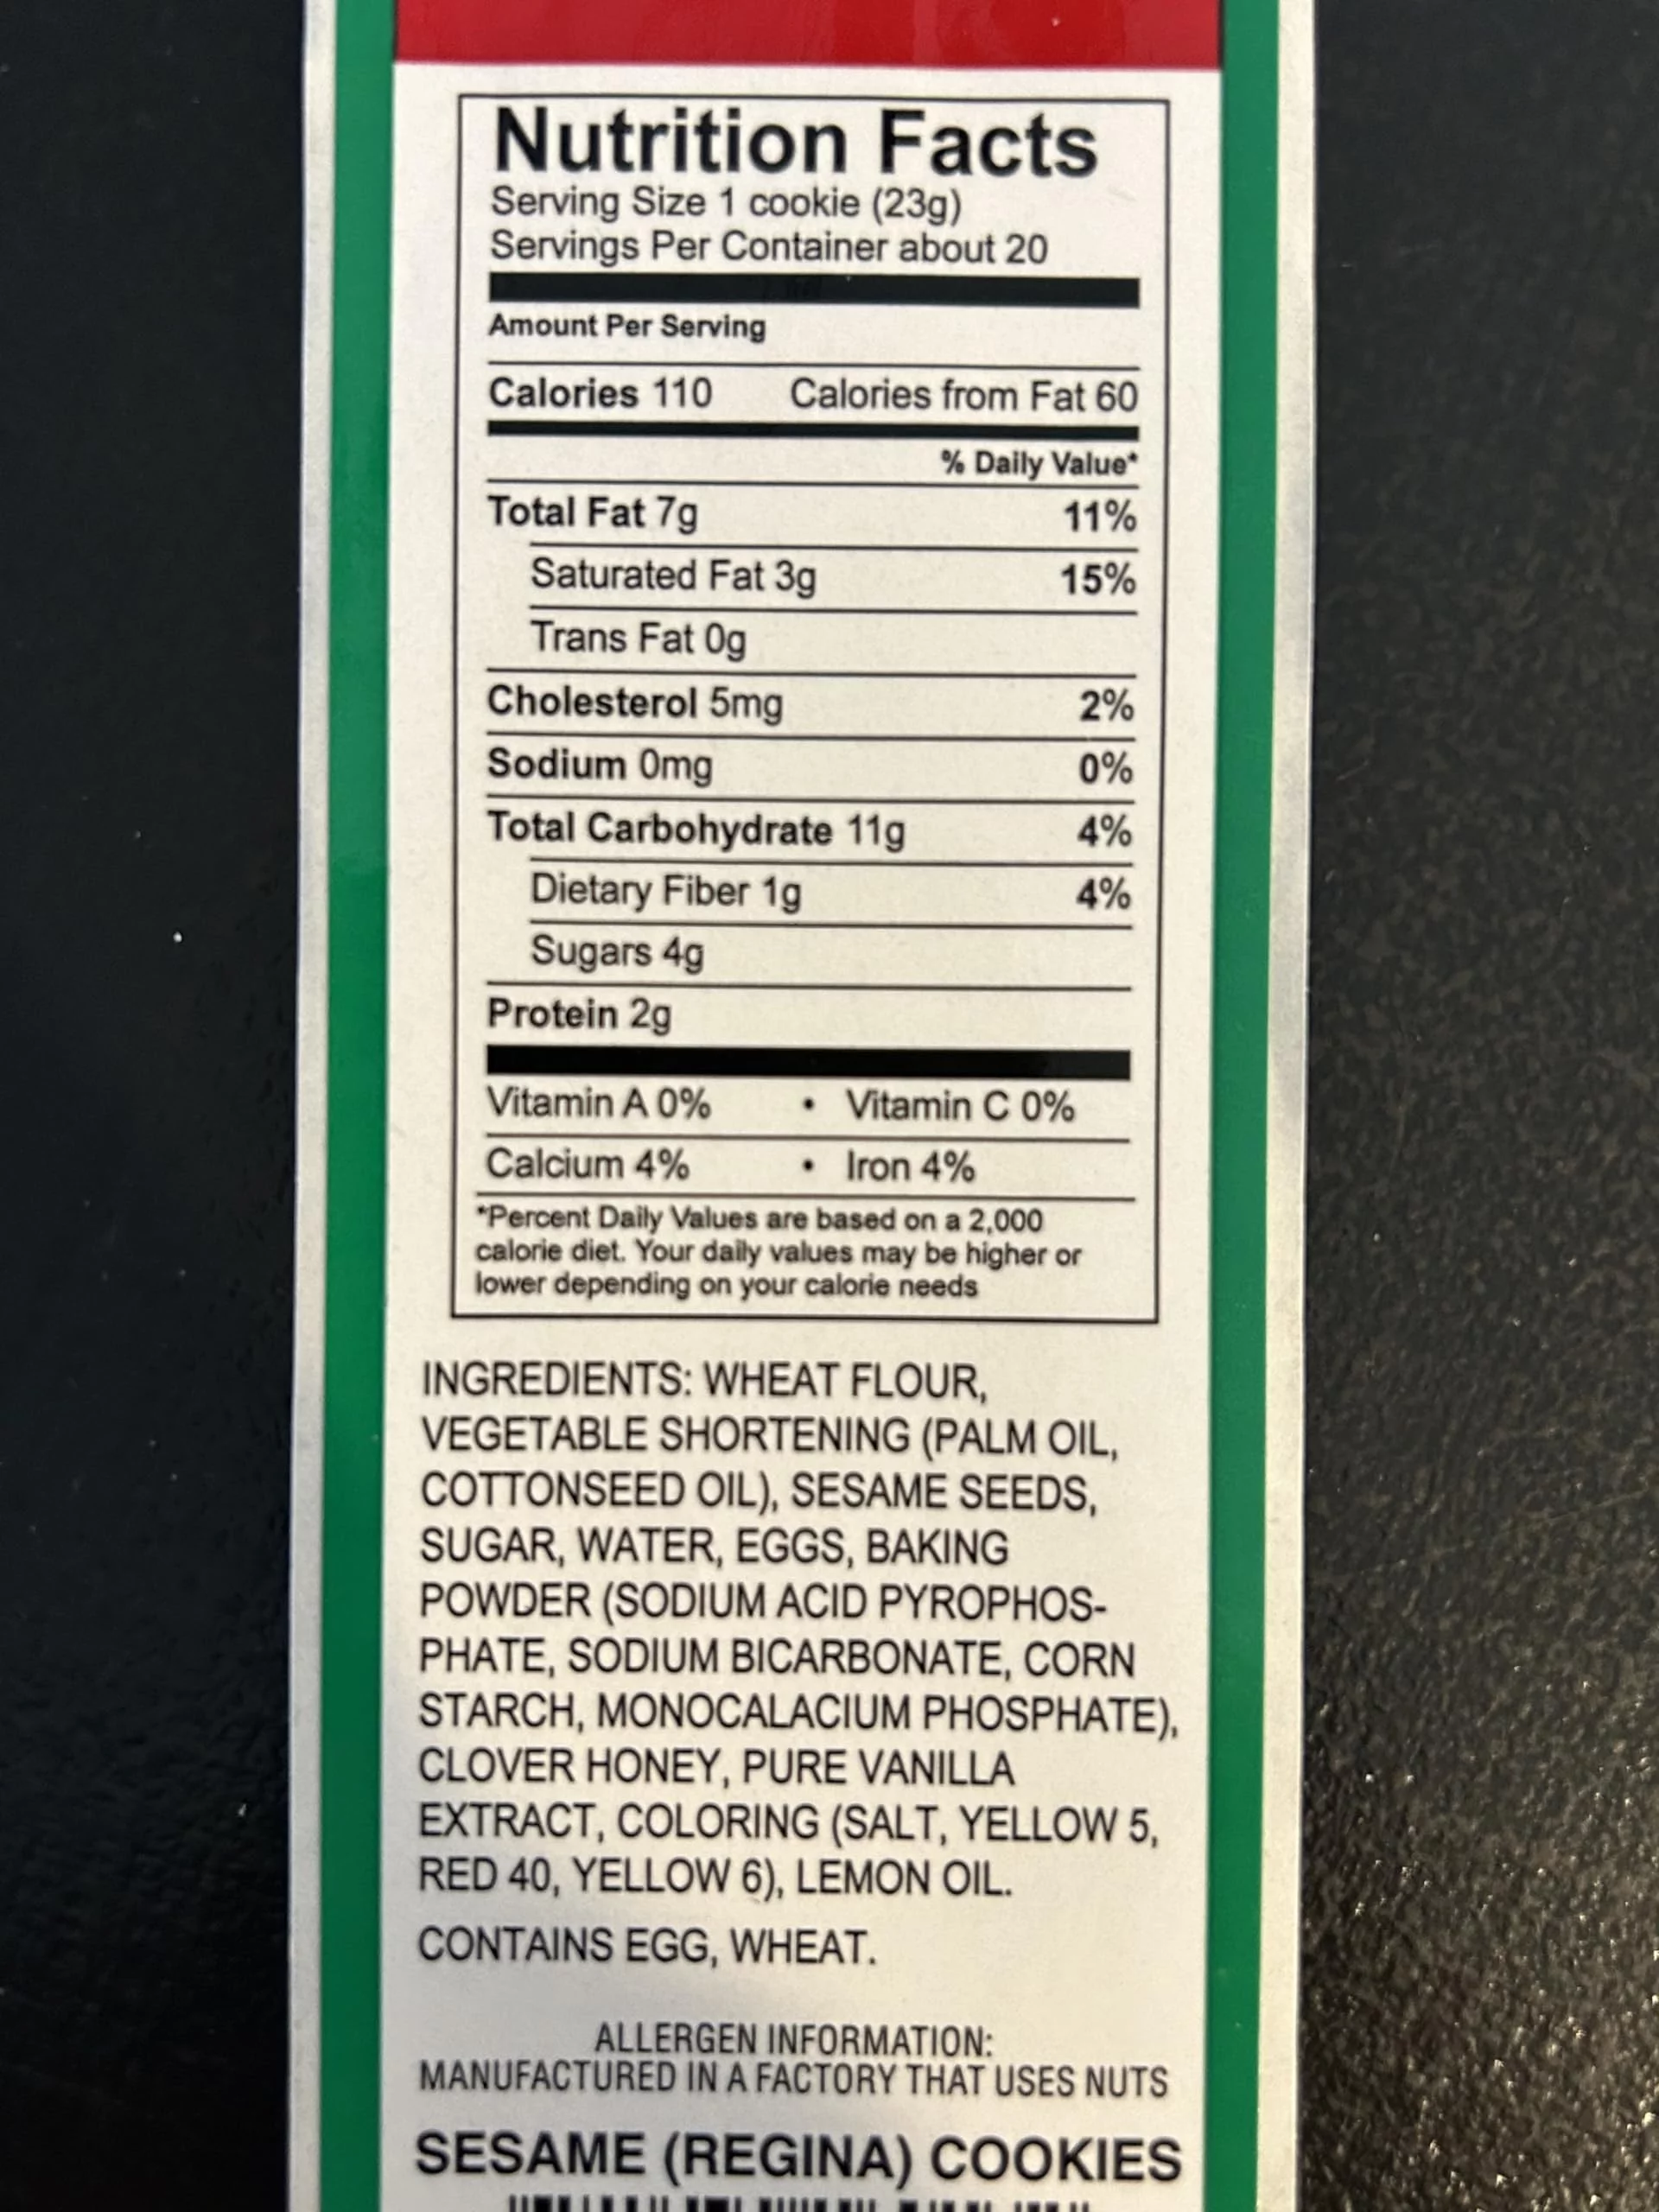 Nutrition Facts
Serving Size 1 cookie (23g)
Servings Per Container about 20
Amount Per Serving
Calories 110 Calories from Fat 60
% Daily Value*
Total Fat 7g 11%
Saturated Fat 3g 15%
Trans Fat 0g
Cholesterol 5mg 2%
Sodium 0mg 0%
Total Carbohydrate 11g 4%
Dietary Fiber 1g 4%
Sugars 4g
Protein 2g
Vitamin A 0% • Vitamin C 0%
Calcium 4% • Iron 4%
*Percent Daily Values are based on a 2,000
calorie diet. Your daily values may be higher or
lower depending on your calorie needs
INGREDIENTS: WHEAT FLOUR,
VEGETABLE SHORTENING (PALM OIL,
COTTONSEED OIL), SESAME SEEDS,
SUGAR, WATER, EGGS, BAKING
POWDER (SODIUM ACID PYROPHOS-
PHATE, SODIUM BICARBONATE, CORN
STARCH, MONOCALACIUM PHOSPHATE),
CLOVER HONEY, PURE VANILLA
EXTRACT, COLORING (SALT, YELLOW 5,
RED 40, YELLOW 6), LEMON OIL.
CONTAINS EGG, WHEAT.
ALLERGEN INFORMATION:
MANUFACTURED IN A FACTORY THAT USES NUTS
SESAME (REGINA) COOKIES